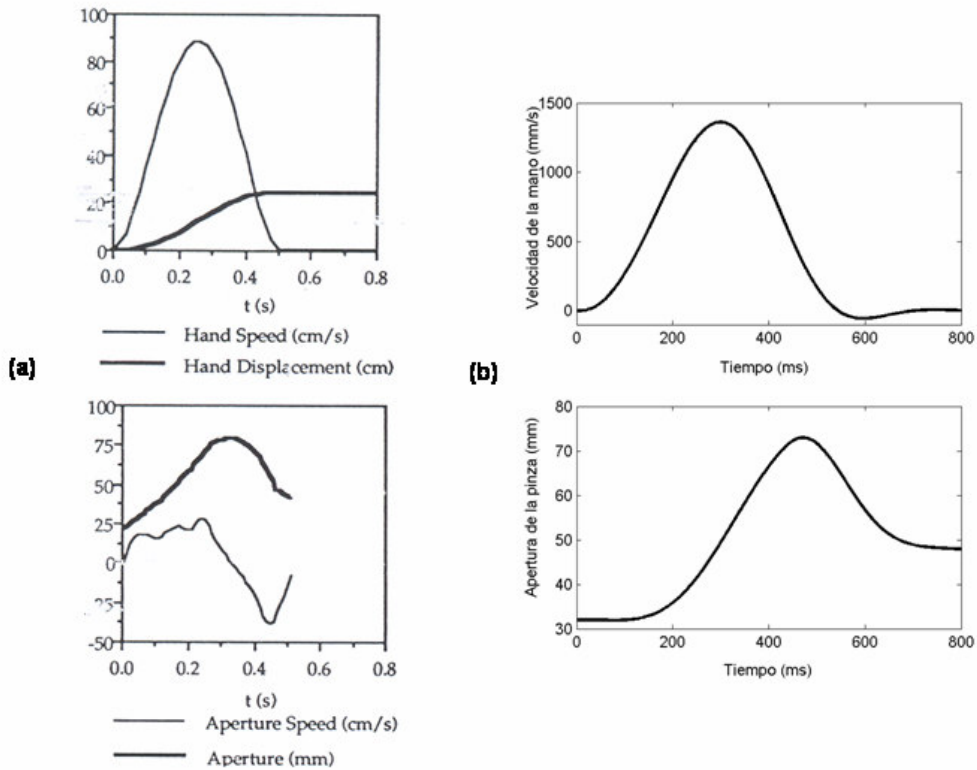 100
80
60
40
20
0
0.0 0.2 0.4 0.6 0.8
t (s)
Hand Speed (cm/s)
Hand Displacement (cm)
(a)
100
75
50
25
0
-50
0.0 0.2 0.4 0.6 0.8
t (s)
Aperture Speed (cm/s)
Aperture (mm)
Velocidad de la mano (mm/s)
1500
1000
500
0
0 200 400 600 800
Tiempo (ms)
(b)
Apertura de la pinza (mm)
80
70
60
50
40
30
0 200 400 600 800
Tiempo (ms)